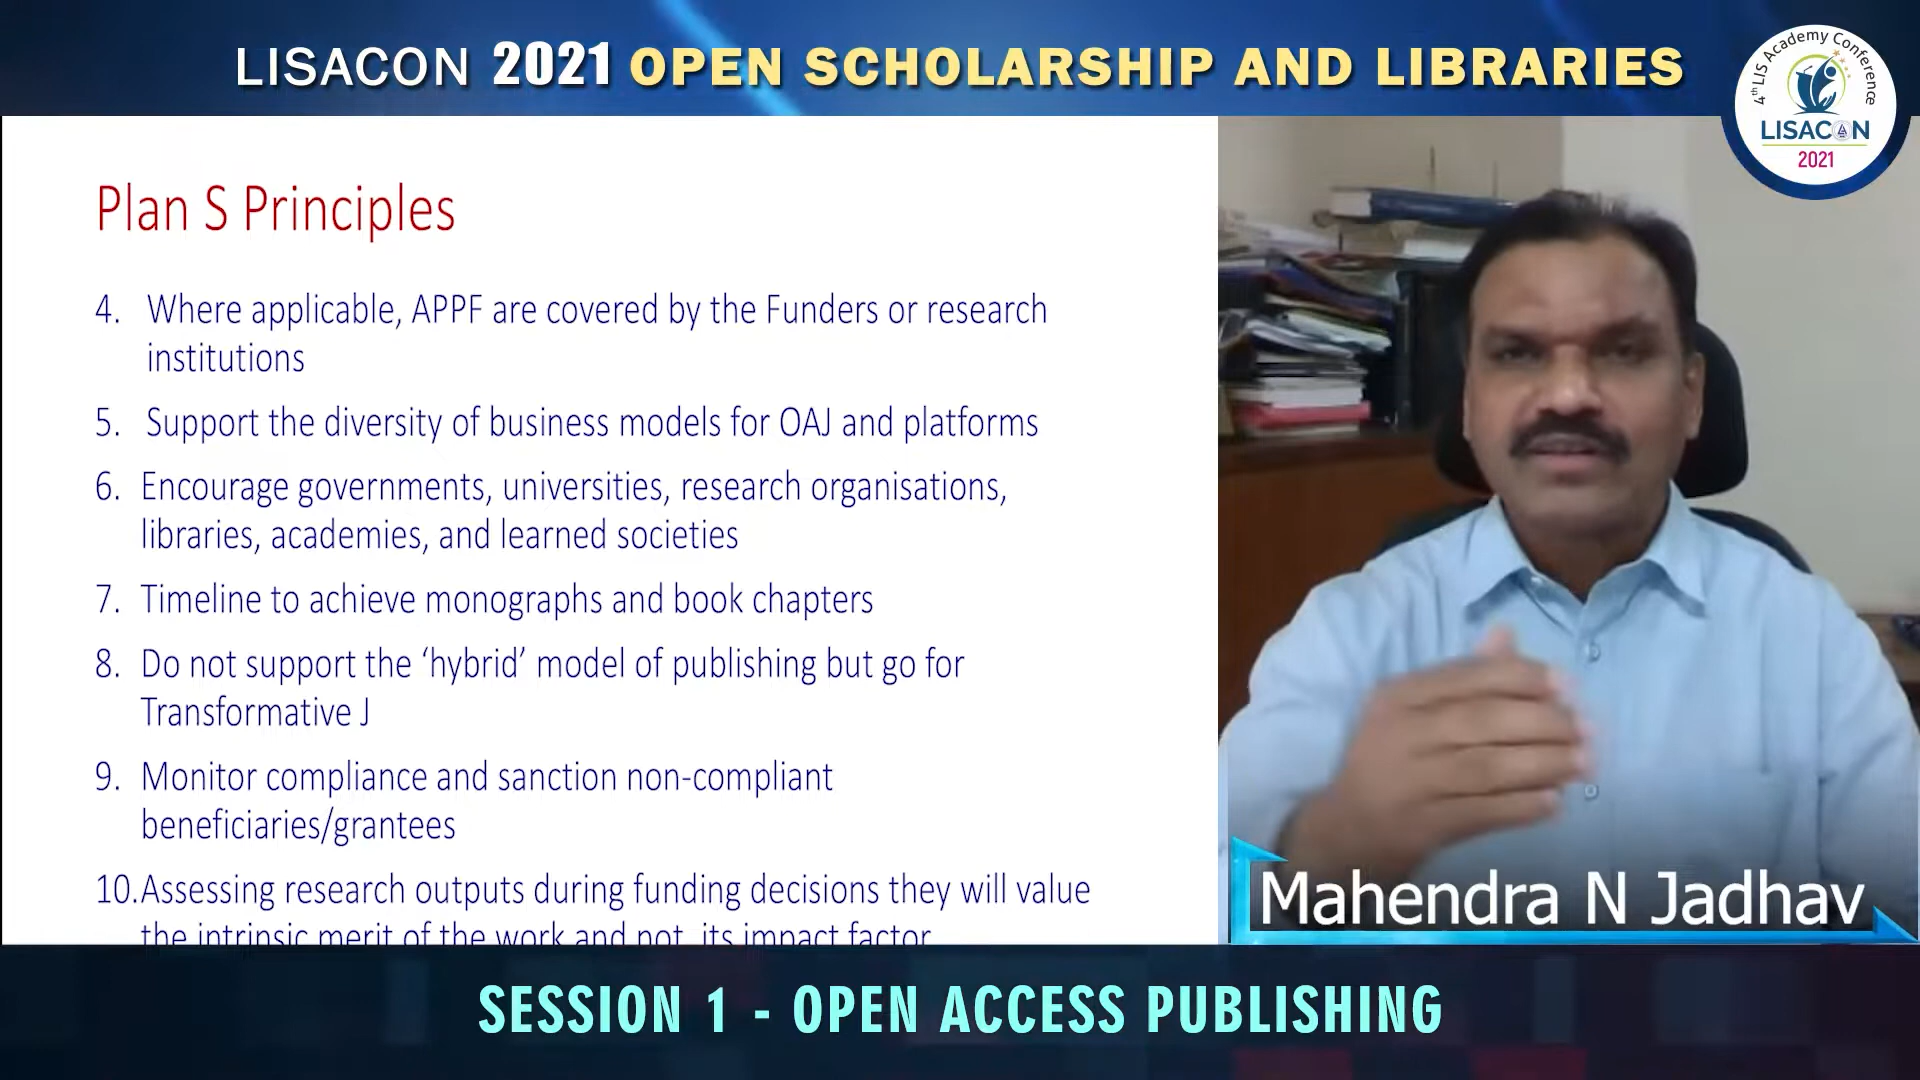 LISACON 2021 OPEN SCHOLARSHIP AND LIBRARIES
4th LIS Academy Conference
LISACON
2021
Plan S Principles
4. Where applicable, APPF are covered by the Funders or research
institutions
5. Support the diversity of business models for OAJ and platforms
6. Encourage governments, universities, research organisations,
libraries, academies, and learned societies
7. Timeline to achieve monographs and book chapters
8. Do not support the ‘hybrid’ model of publishing but go for
Transformative J
9. Monitor compliance and sanction non-compliant
beneficiaries/grantees
10.Assessing research outputs during funding decisions they will value
the intrinsic merit of the work and not its impact factor
Mahendra N Jadhav
SESSION 1 - OPEN ACCESS PUBLISHING